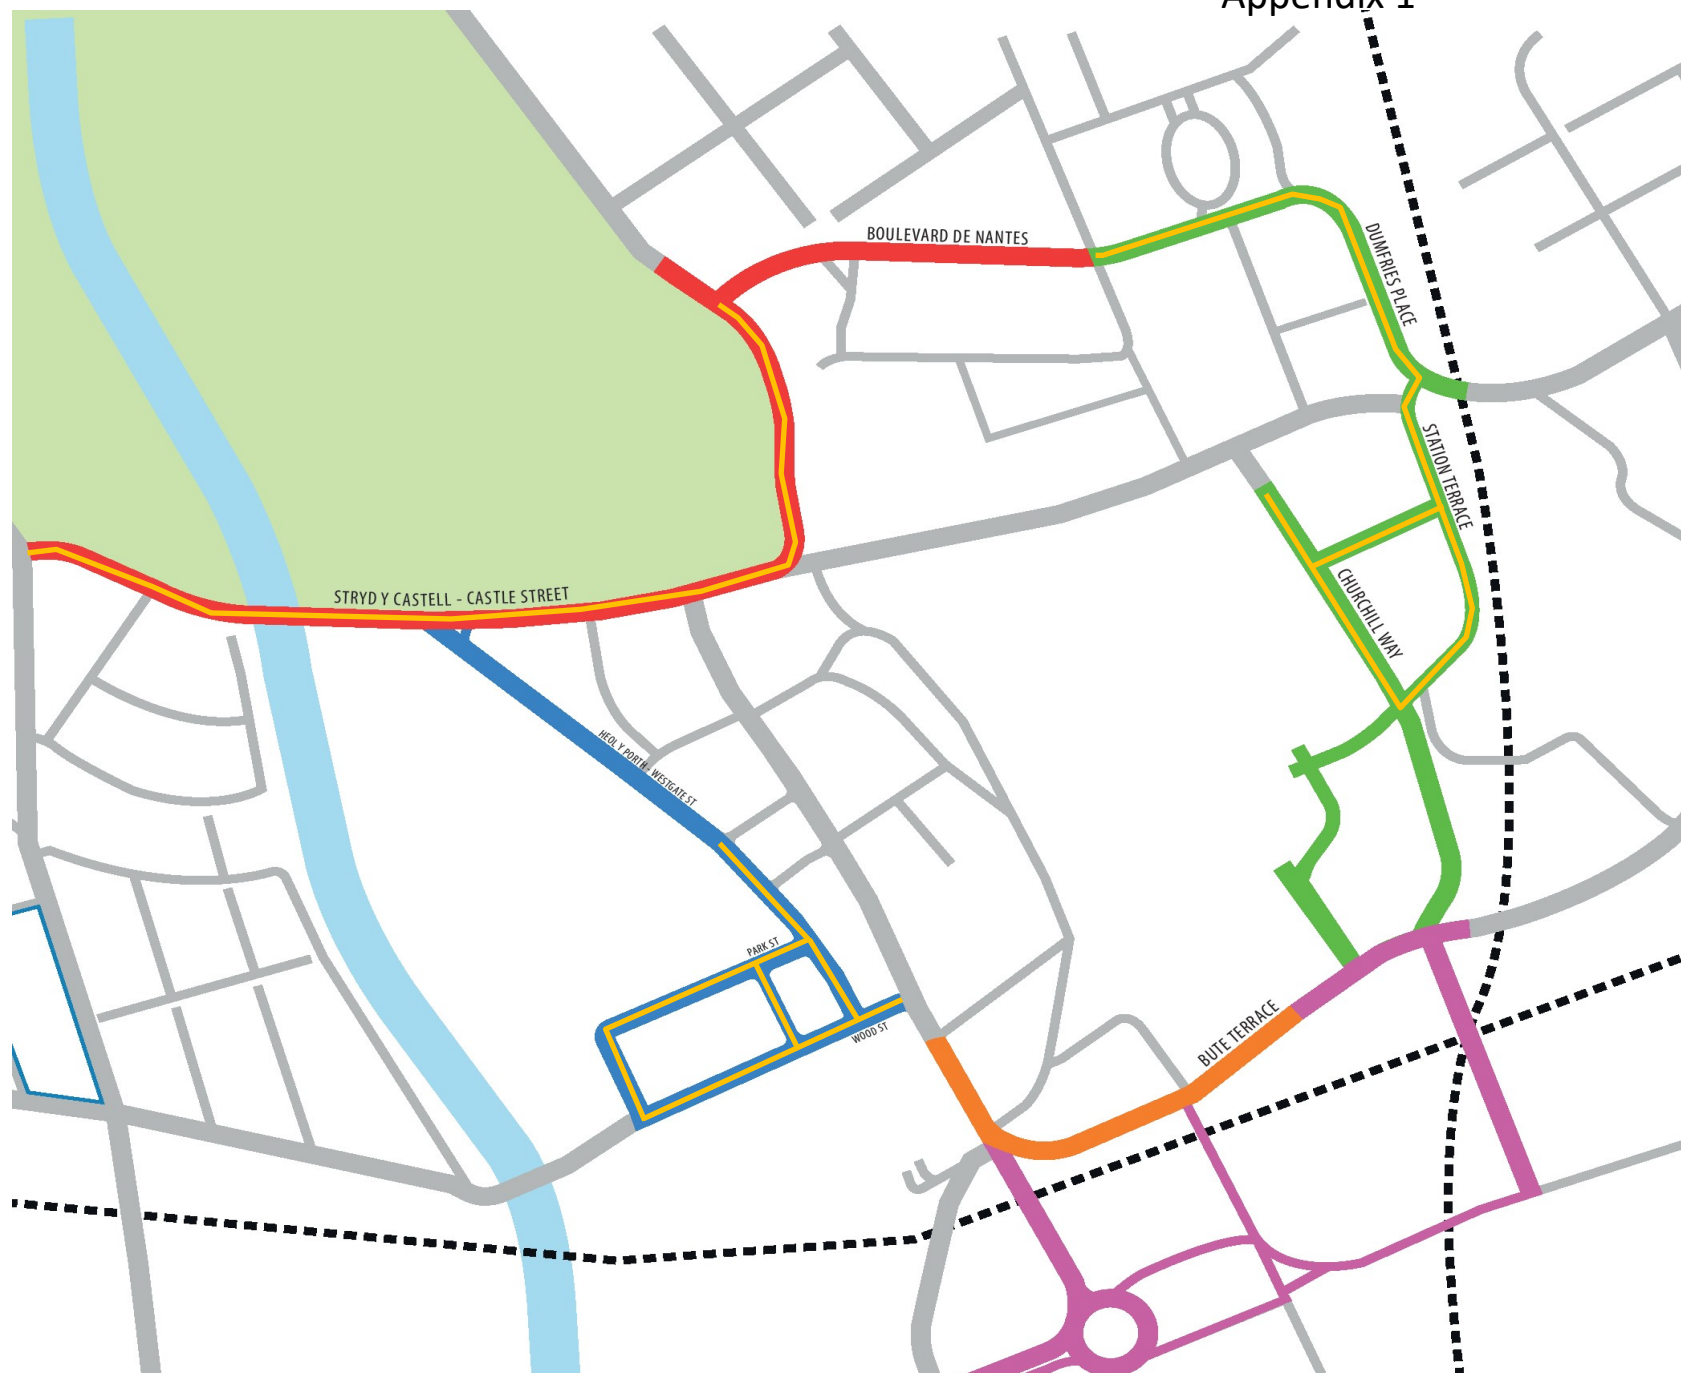 Appendix 1
BOULEVARD DE NANTES
DUMFRIES PLACE
STATION TERRACE
STRYD Y CASTELL - CASTLE STREET
CHURCHILL WAY
HEOL Y PORTH - WESTGATE ST
PARK ST
WOOD ST
BUTE TERRACE